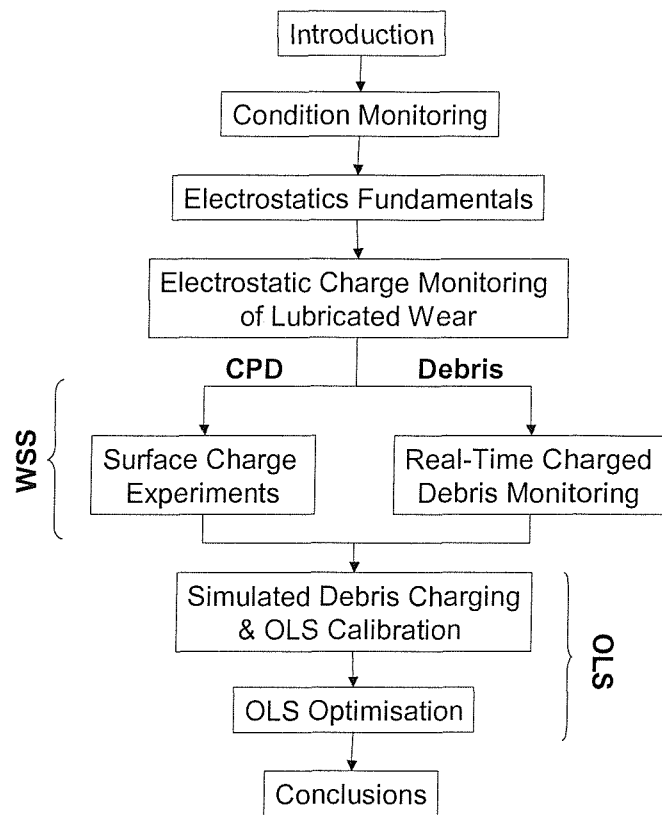 Introduction
Condition Monitoring
Electrostatics Fundamentals
Electrostatic Charge Monitoring
of Lubricated Wear
CPD
Debris
WSS
Surface Charge
Experiments
Real-Time Charged
Debris Monitoring
Simulated Debris Charging
& OLS Calibration
OLS
OLS Optimisation
Conclusions